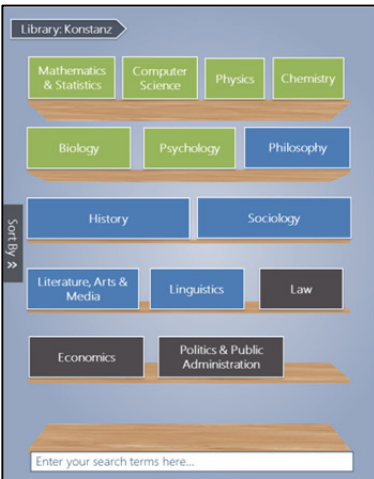 Library: Konstanz
Mathematics
& Statistics
Computer
Science
Physics
Chemistry
Biology
Psychology
Philosophy
History
Sociology
Sort By
Literature, Arts &
Media
Linguistics
Law
Economics
Politics & Public
Administration
Enter your search terms here...